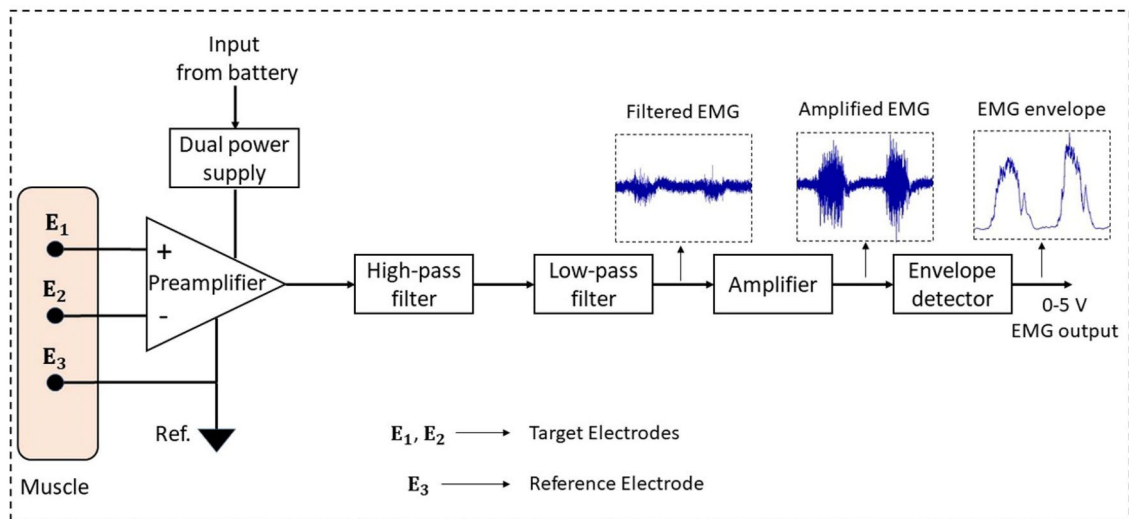 Input
from battery
Dual power
supply
Filtered EMG
Amplified EMG
EMG envelope
E₁
E₂
E₃
+
Preamplifier
-
High-pass
filter
Low-pass
filter
Amplifier
Envelope
detector
0-5 V
EMG output
Ref.
Muscle
E₁, E₂ → Target Electrodes
E₃ → Reference Electrode